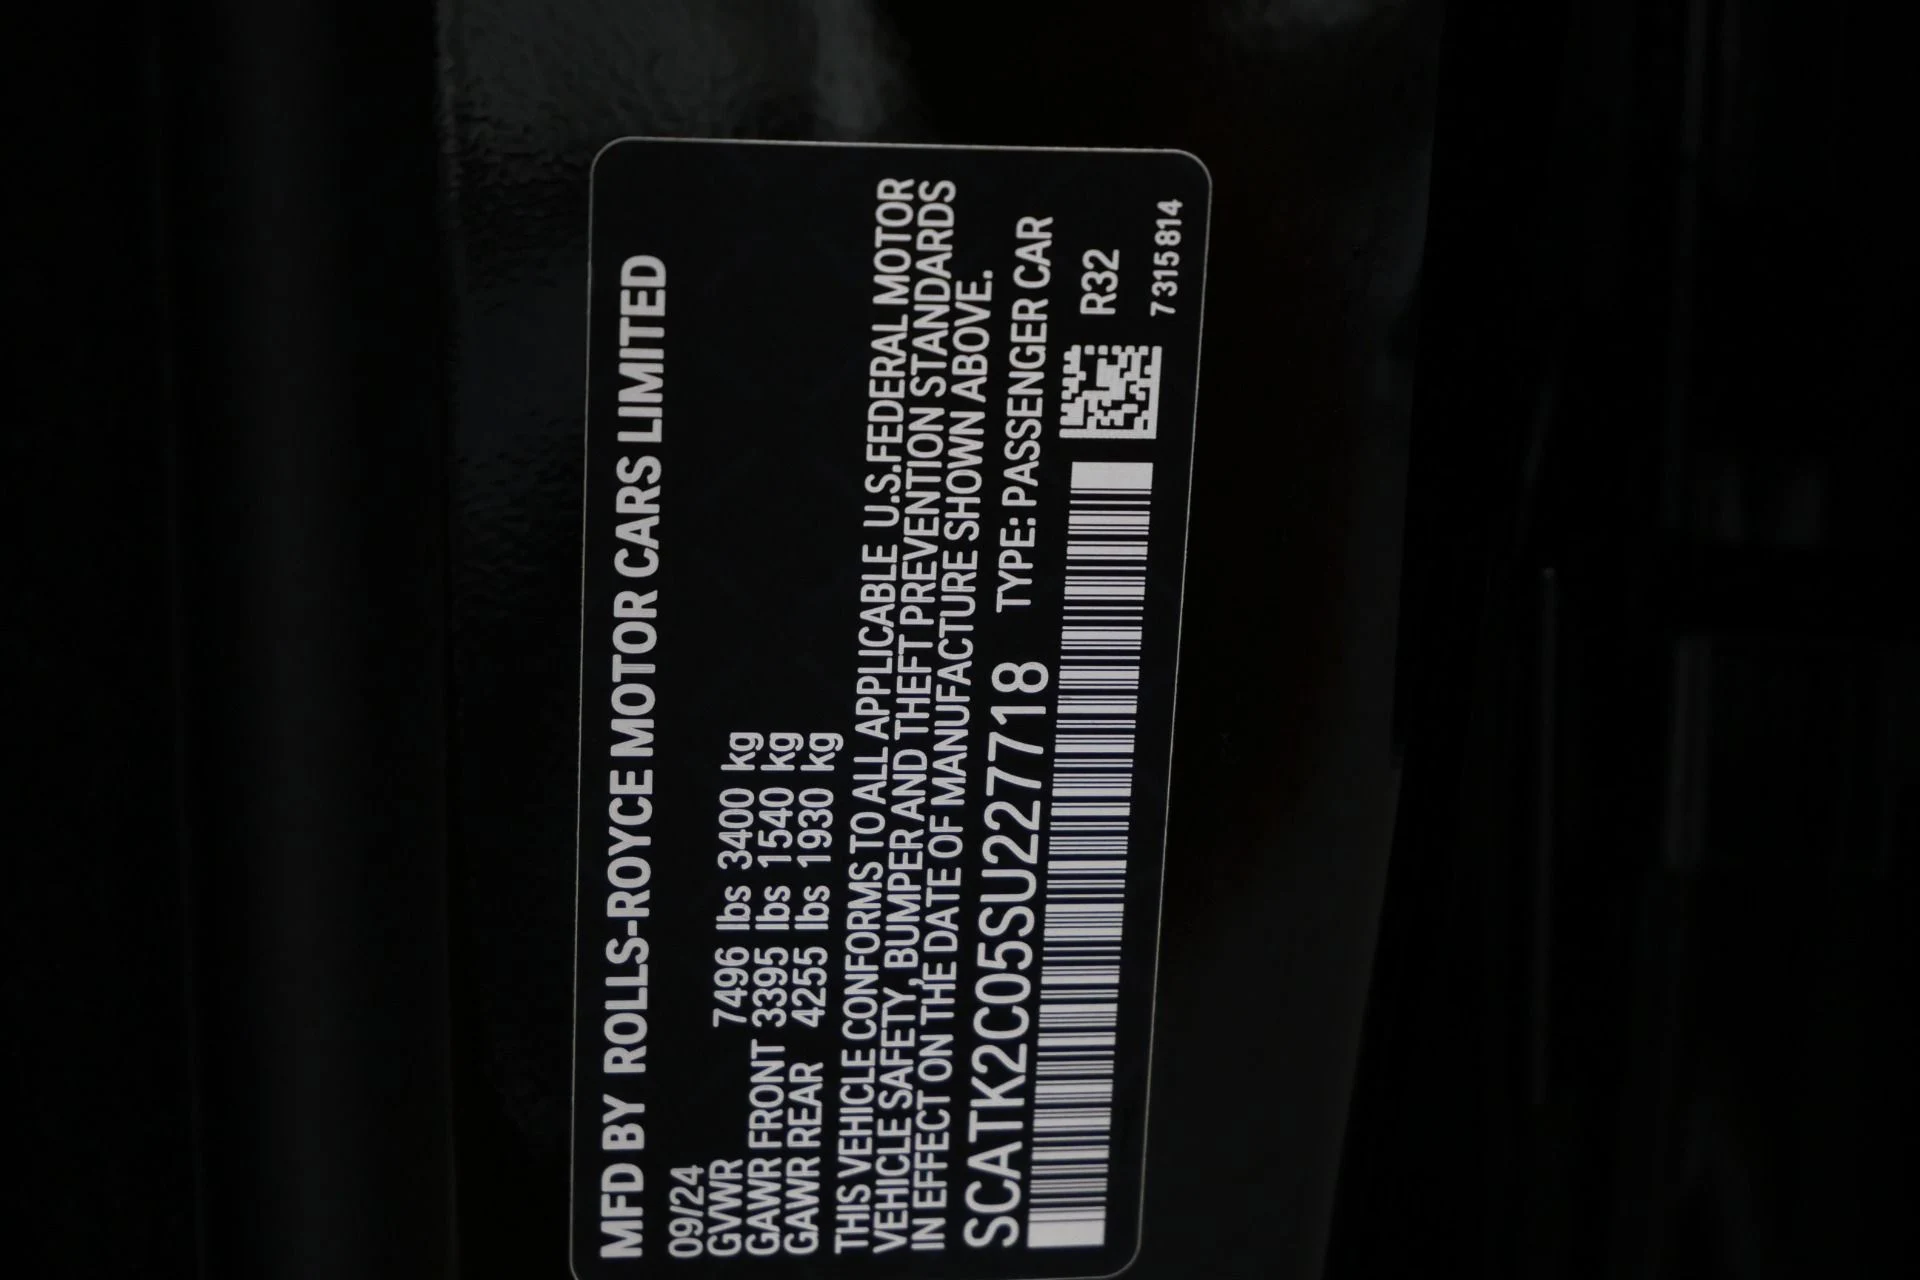 MFD BY ROLLS-ROYCE MOTOR CARS LIMITED
09/24
GVWR 7496 lbs 3400 kg
GAWR FRONT 3395 lbs 1540 kg
GAWR REAR 4255 lbs 1930 kg
THIS VEHICLE CONFORMS TO ALL APPLICABLE U.S.FEDERAL MOTOR
VEHICLE SAFETY, BUMPER AND THEFT PREVENTION STANDARDS
IN EFFECT ON THE DATE OF MANUFACTURE SHOWN ABOVE.
SCATK2C05SU227718 TYPE: PASSENGER CAR
R32
7315814